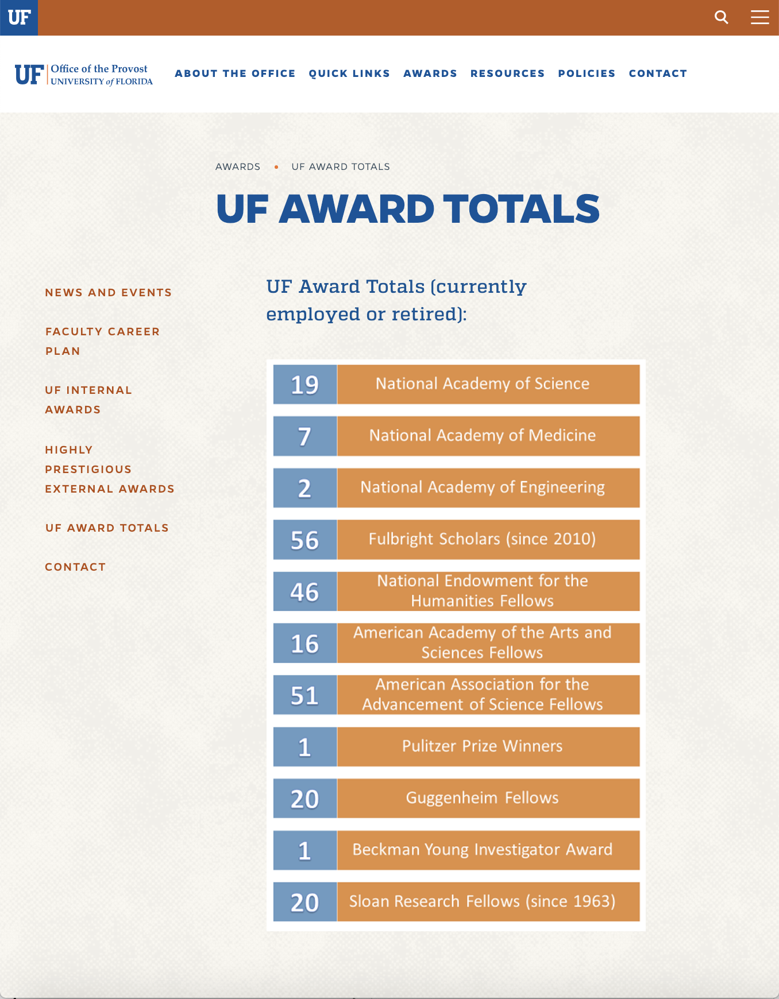 UF
UF Office of the Provost
UNIVERSITY of FLORIDA
ABOUT THE OFFICE QUICK LINKS AWARDS RESOURCES POLICIES CONTACT
AWARDS • UF AWARD TOTALS
UF AWARD TOTALS
NEWS AND EVENTS
FACULTY CAREER
PLAN
UF INTERNAL
AWARDS
HIGHLY
PRESTIGIOUS
EXTERNAL AWARDS
UF AWARD TOTALS
CONTACT
UF Award Totals (currently
employed or retired):
19 National Academy of Science
7 National Academy of Medicine
2 National Academy of Engineering
56 Fulbright Scholars (since 2010)
46 National Endowment for the
Humanities Fellows
16 American Academy of the Arts and
Sciences Fellows
51 American Association for the
Advancement of Science Fellows
1 Pulitzer Prize Winners
20 Guggenheim Fellows
1 Beckman Young Investigator Award
20 Sloan Research Fellows (since 1963)